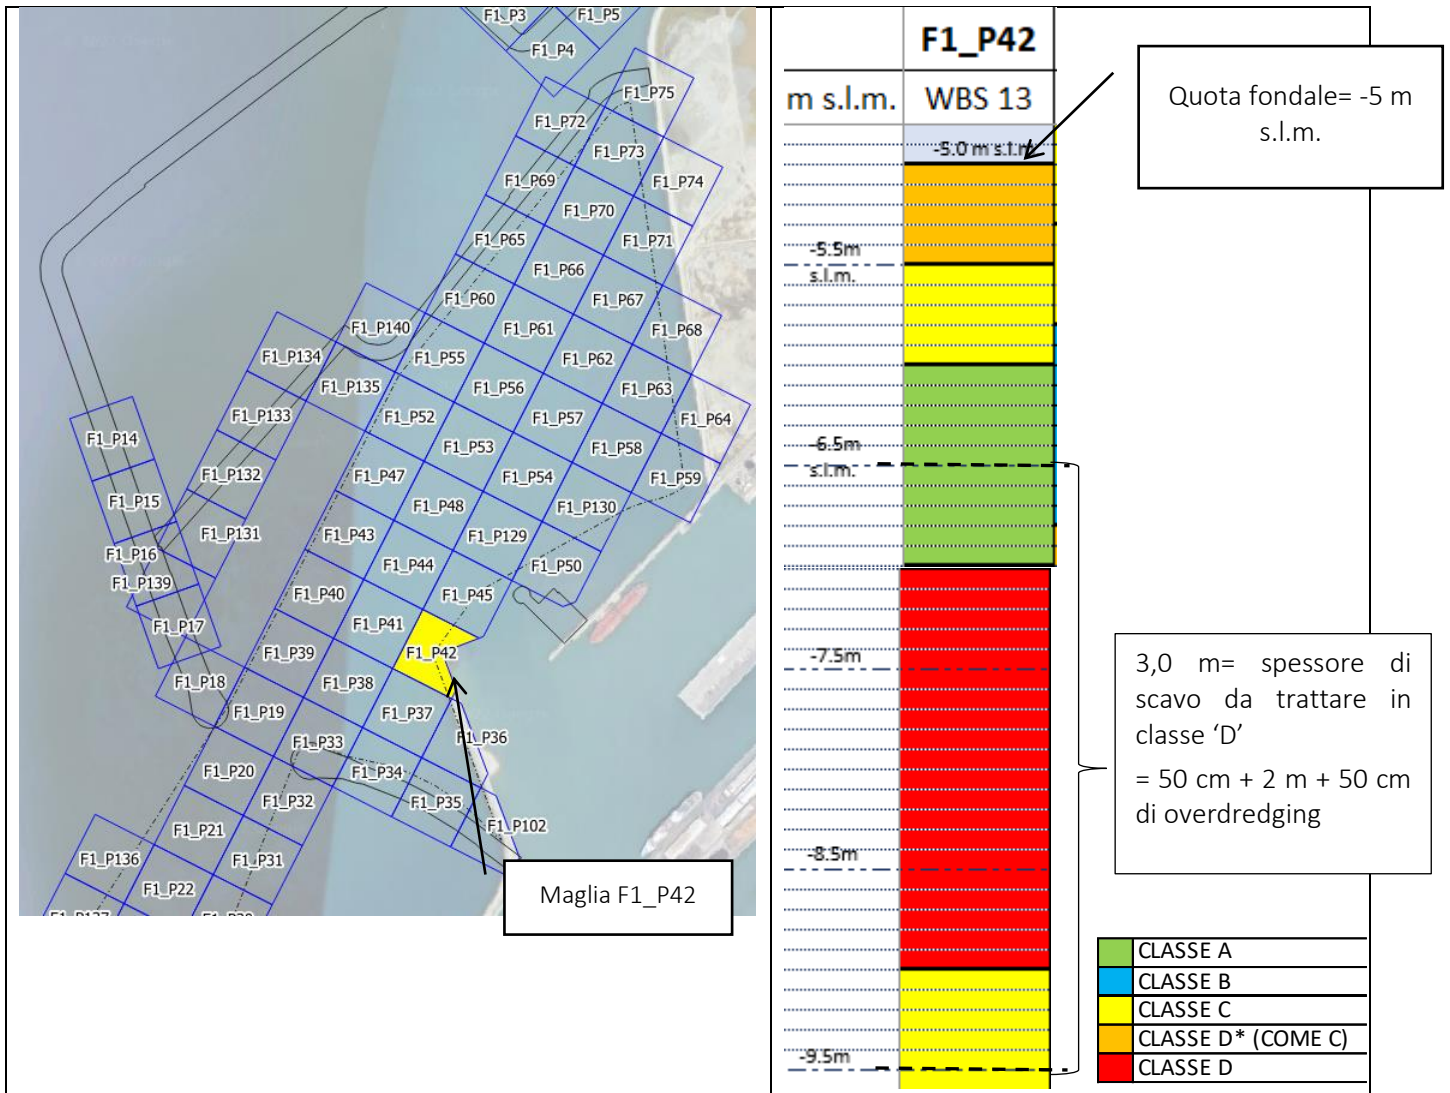 F1_P3
F1_P5
F1_P4
F1_P75
F1_P72
F1_P73
F1_P69
F1_P74
F1_P70
F1_P65
F1_P71
F1_P66
F1_P60
F1_P67
F1_P140
F1_P61
F1_P68
F1_P134
F1_P55
F1_P62
F1_P135
F1_P56
F1_P63
F1_P133
F1_P52
F1_P57
F1_P64
F1_P14
F1_P53
F1_P58
F1_P132
F1_P47
F1_P54
F1_P59
F1_P15
F1_P48
F1_P130
F1_P131
F1_P43
F1_P129
F1_P16
F1_P44
F1_P50
F1_P139
F1_P40
F1_P45
F1_P17
F1_P41
F1_P39
F1_P42
F1_P18
F1_P38
F1_P19
F1_P37
F1_P33
F1_P36
F1_P20
F1_P34
F1_P32
F1_P35
F1_P21
F1_P102
F1_P136
F1_P31
F1_P22
Maglia F1_P42
F1_P42
m s.l.m.
WBS 13
-5.0 m s.l.m
Quota fondale= -5 m
s.l.m.
-5.5m
s.l.m.
-6.5m
s.l.m.
-7.5m
-8.5m
-9.5m
3,0 m= spessore di
scavo da trattare in
classe ‘D’
= 50 cm + 2 m + 50 cm
di overdredging
CLASSE A
CLASSE B
CLASSE C
CLASSE D* (COME C)
CLASSE D